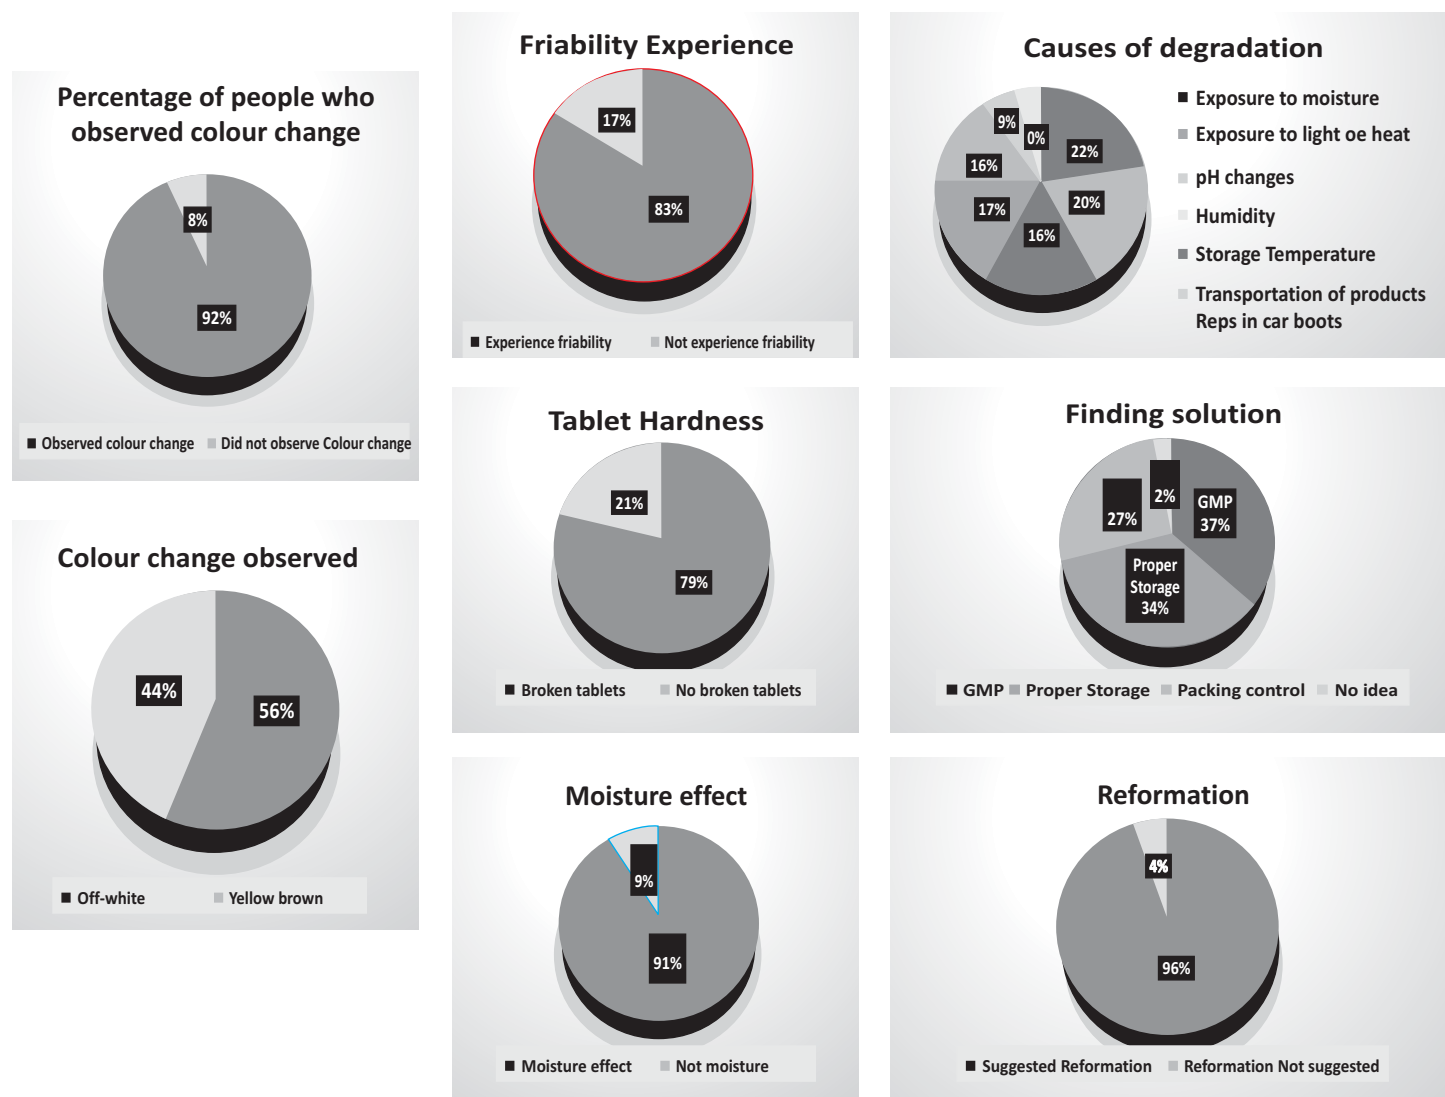 Percentage of people who
observed colour change
8%
92%
Observed colour change Did not observe Colour change
Colour change observed
44%
56%
Off-white Yellow brown
Friability Experience
17%
83%
Experience friability Not experience friability
Tablet Hardness
21%
79%
Broken tablets No broken tablets
Moisture effect
9%
91%
Moisture effect Not moisture
Causes of degradation
9%
0%
22%
16%
20%
17%
16%
Exposure to moisture
Exposure to light oe heat
pH changes
Humidity
Storage Temperature
Transportation of products
Reps in car boots
Finding solution
27%
2%
GMP
37%
Proper
Storage
34%
GMP Proper Storage Packing control No idea
Reformation
4%
96%
Suggested Reformation Reformation Not suggested